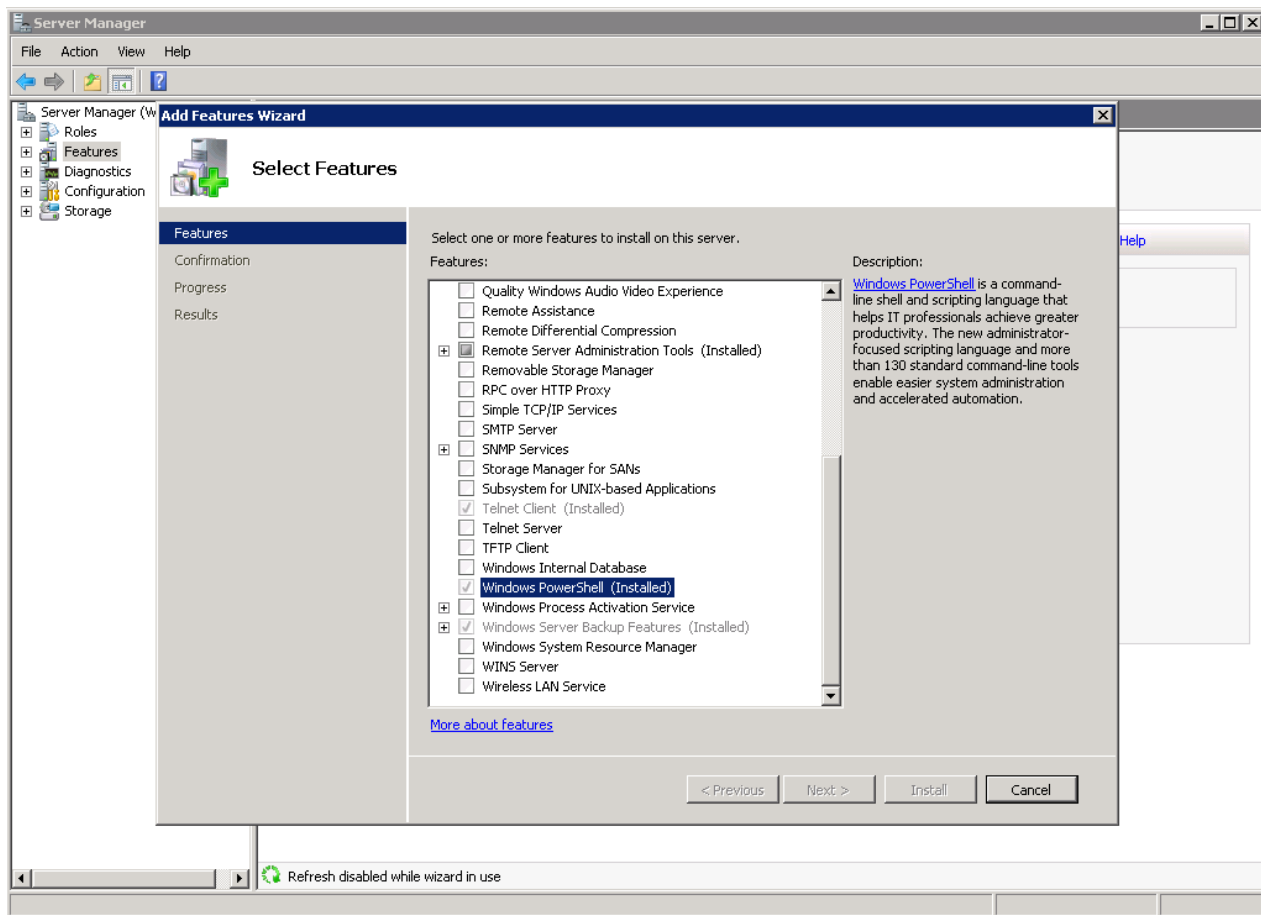 Server Manager
File Action View Help
Server Manager (W
Roles
Features
Diagnostics
Configuration
Storage
Add Features Wizard
Select Features
Features
Confirmation
Progress
Results
Select one or more features to install on this server.
Features:
Quality Windows Audio Video Experience
Remote Assistance
Remote Differential Compression
Remote Server Administration Tools (Installed)
Removable Storage Manager
RPC over HTTP Proxy
Simple TCP/IP Services
SMTP Server
SNMP Services
Storage Manager for SANs
Subsystem for UNIX-based Applications
Telnet Client (Installed)
Telnet Server
TFTP Client
Windows Internal Database
Windows PowerShell (Installed)
Windows Process Activation Service
Windows Server Backup Features (Installed)
Windows System Resource Manager
WINS Server
Wireless LAN Service
More about features
Description:
Windows PowerShell is a command-
line shell and scripting language that
helps IT professionals achieve greater
productivity. The new administrator-
focused scripting language and more
than 130 standard command-line tools
enable easier system administration
and accelerated automation.
Help
< Previous Next > Install Cancel
Refresh disabled while wizard in use